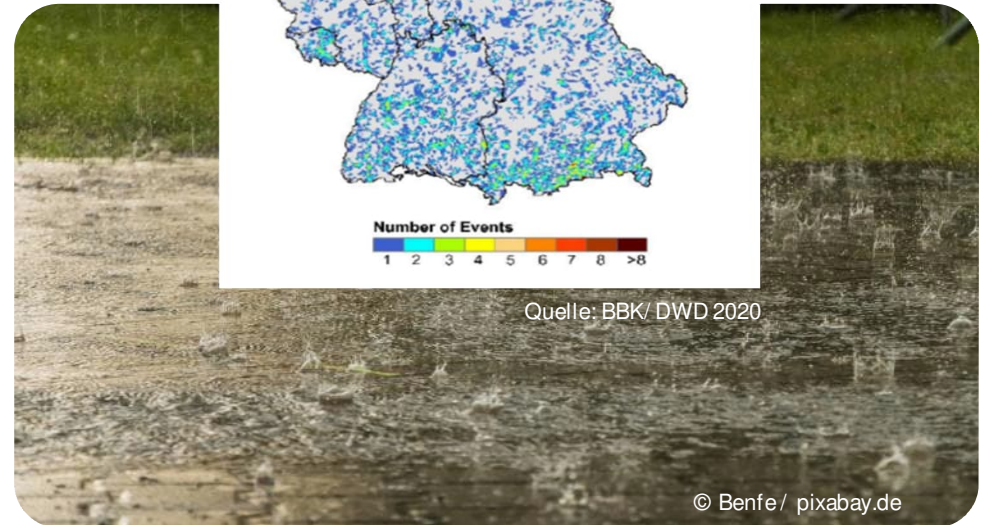 Number of Events
1 2 3 4 5 6 7 8 >8
Quelle: BBK/ DWD 2020
© Benfe / pixabay.de